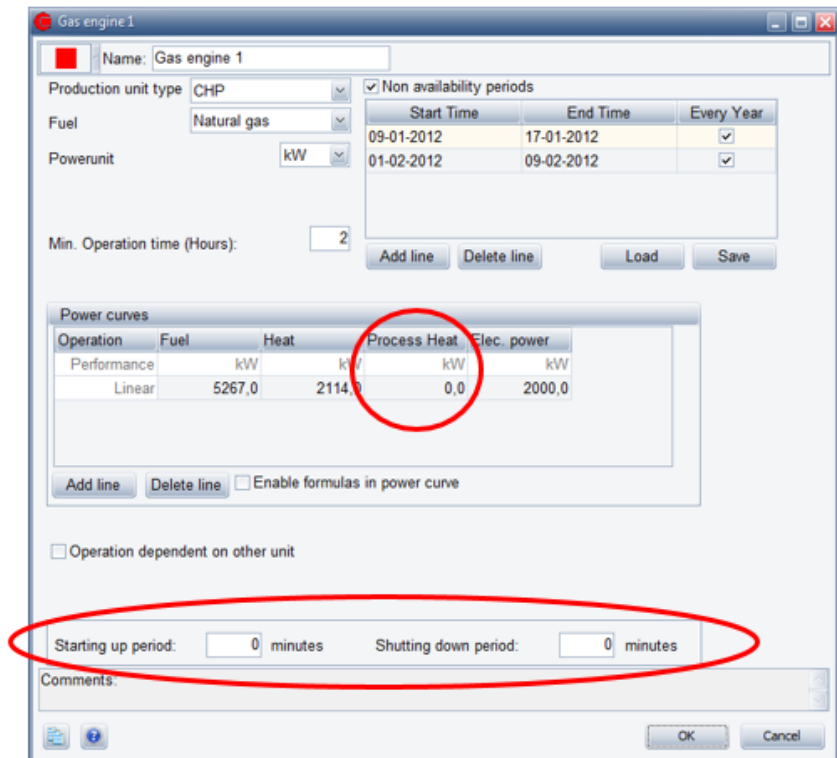 Gas engine 1
Name: Gas engine 1
Production unit type CHP
Fuel Natural gas
Powerunit kW
Min. Operation time (Hours): 2
Non availability periods
Start Time End Time Every Year
09-01-2012 17-01-2012
01-02-2012 09-02-2012
Add line Delete line Load Save
Power curves
Operation Fuel Heat Process Heat Elec. power
Performance kW kW kW kW
Linear 5267,0 2114,0 0,0 2000,0
Add line Delete line Enable formulas in power curve
Operation dependent on other unit
Starting up period: 0 minutes Shutting down period: 0 minutes
Comments:
OK Cancel